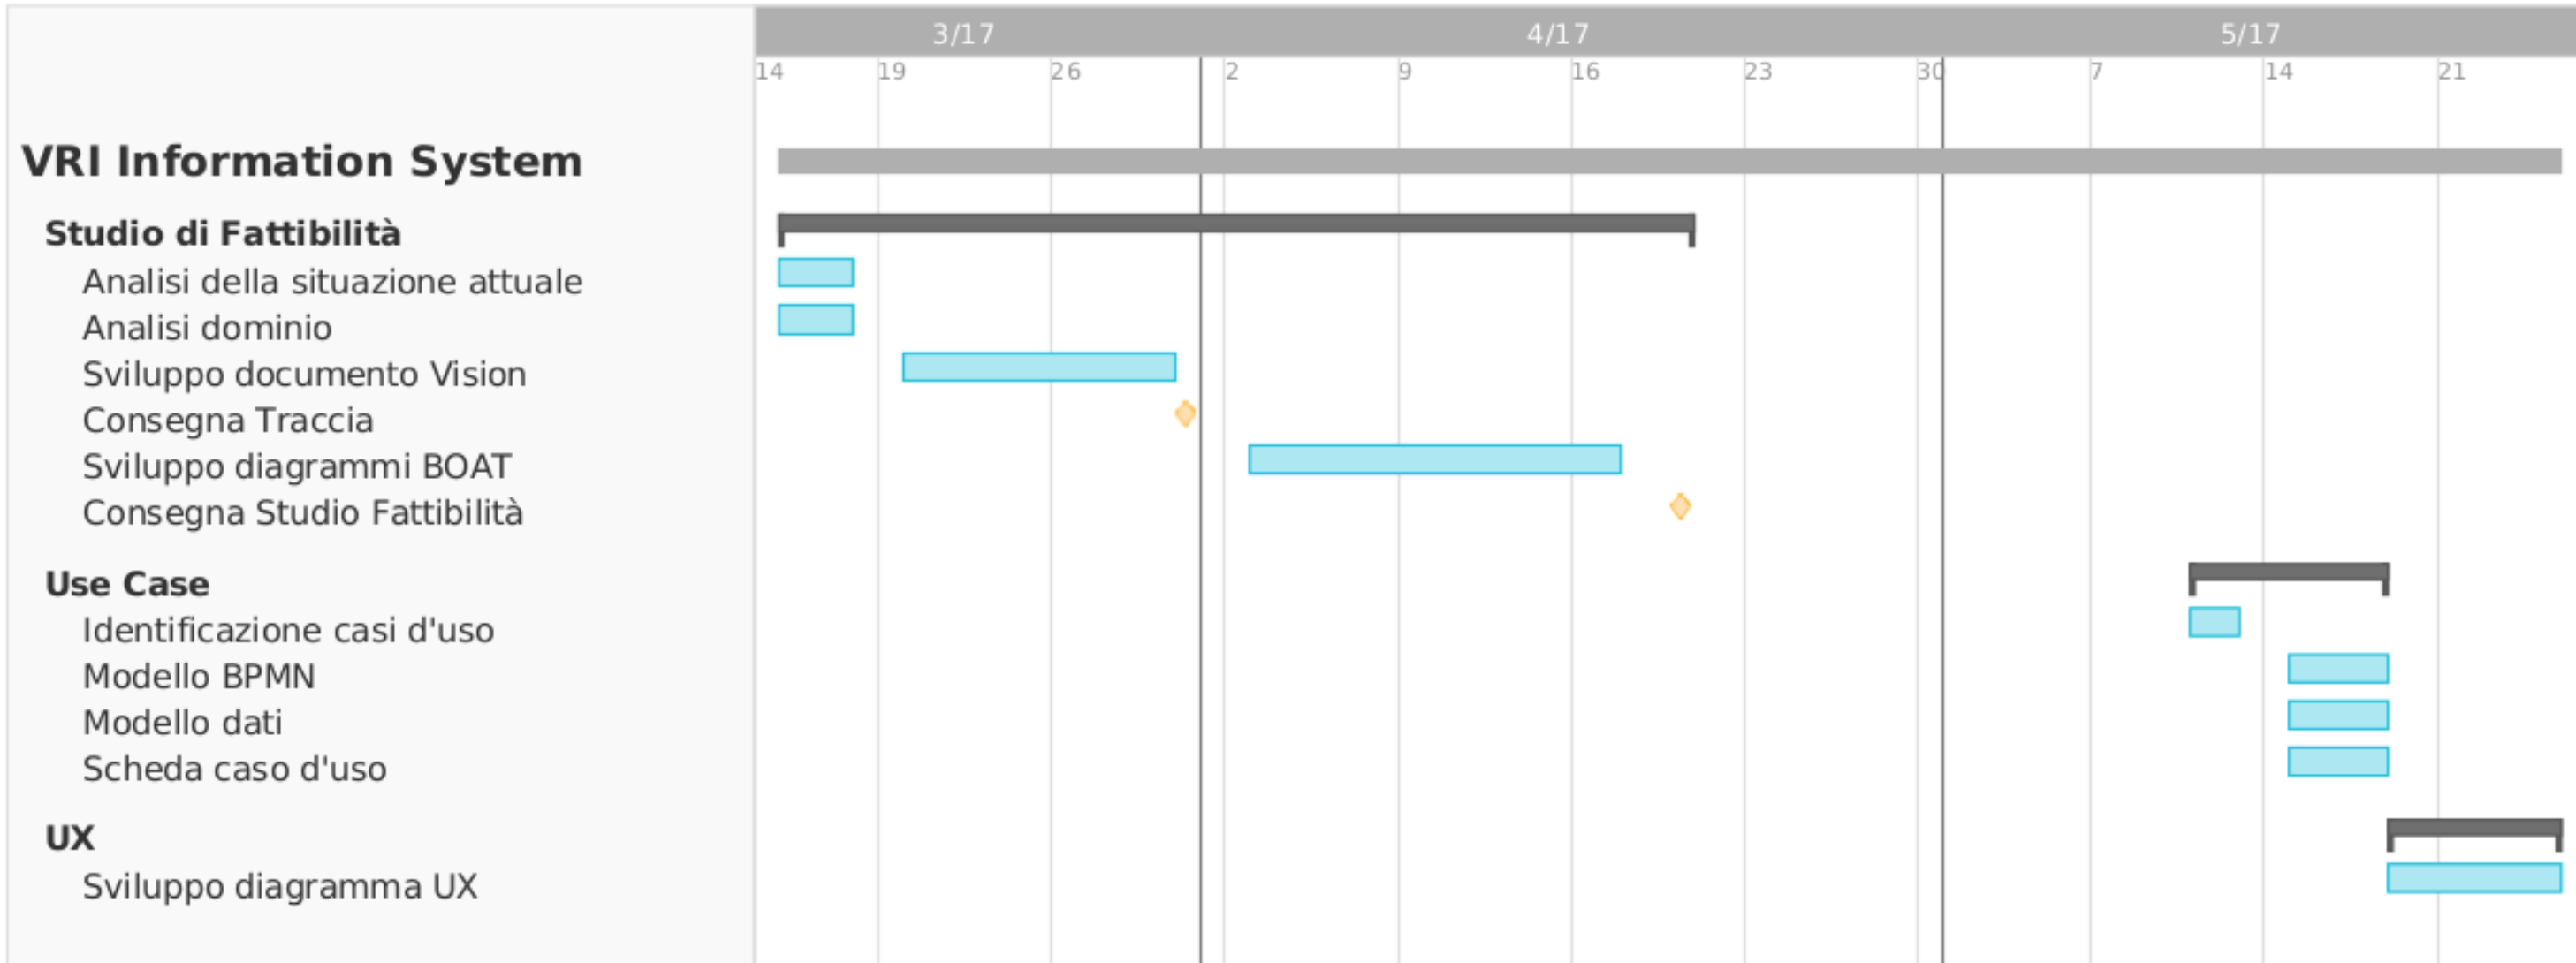 3/17 4/17 5/17
14 19 26 2 9 16 23 30 7 14 21
VRI Information System
Studio di Fattibilità
Analisi della situazione attuale
Analisi dominio
Sviluppo documento Vision
Consegna Traccia
Sviluppo diagrammi BOAT
Consegna Studio Fattibilità
Use Case
Identificazione casi d'uso
Modello BPMN
Modello dati
Scheda caso d'uso
UX
Sviluppo diagramma UX